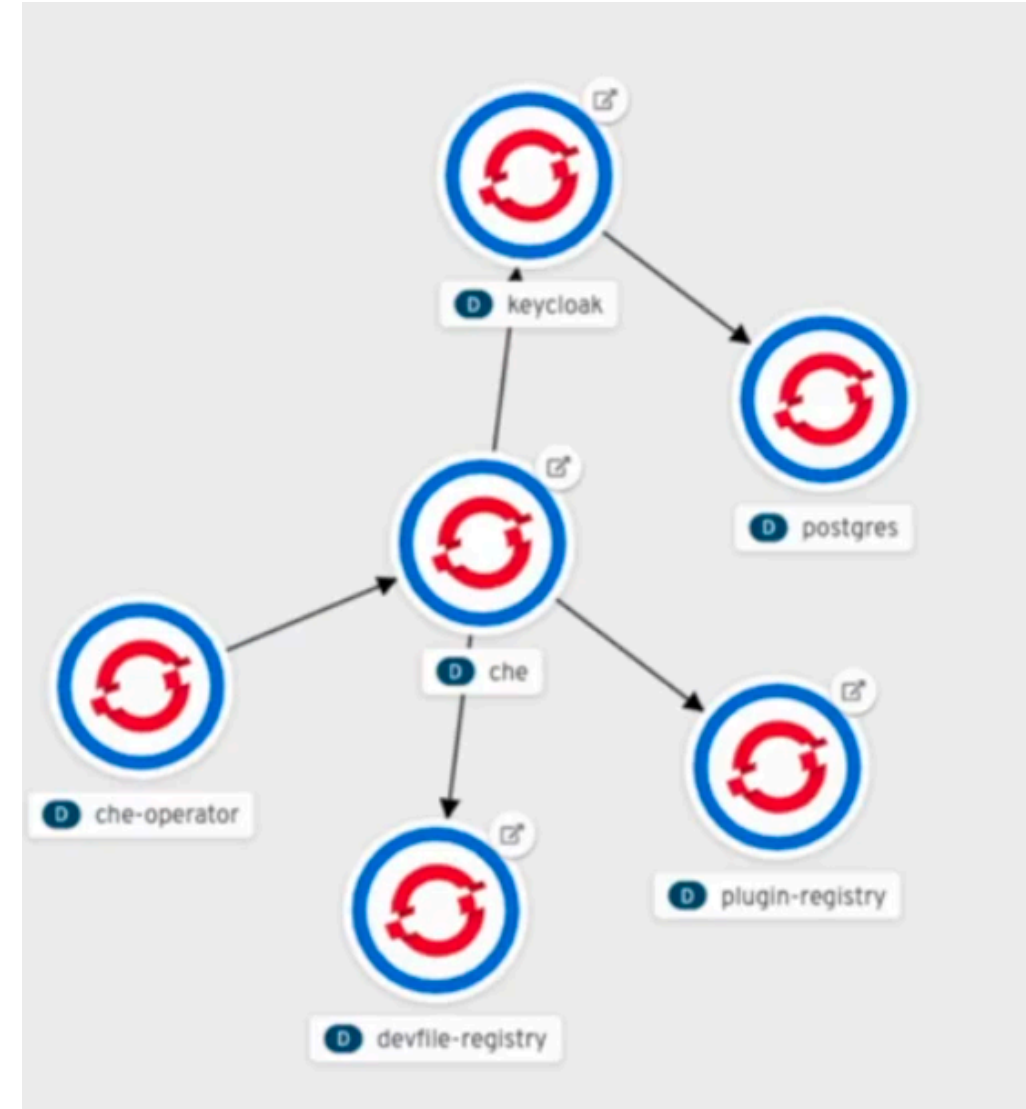 D keycloak
D postgres
D che
D che-operator
D plugin-registry
D devfile-registry